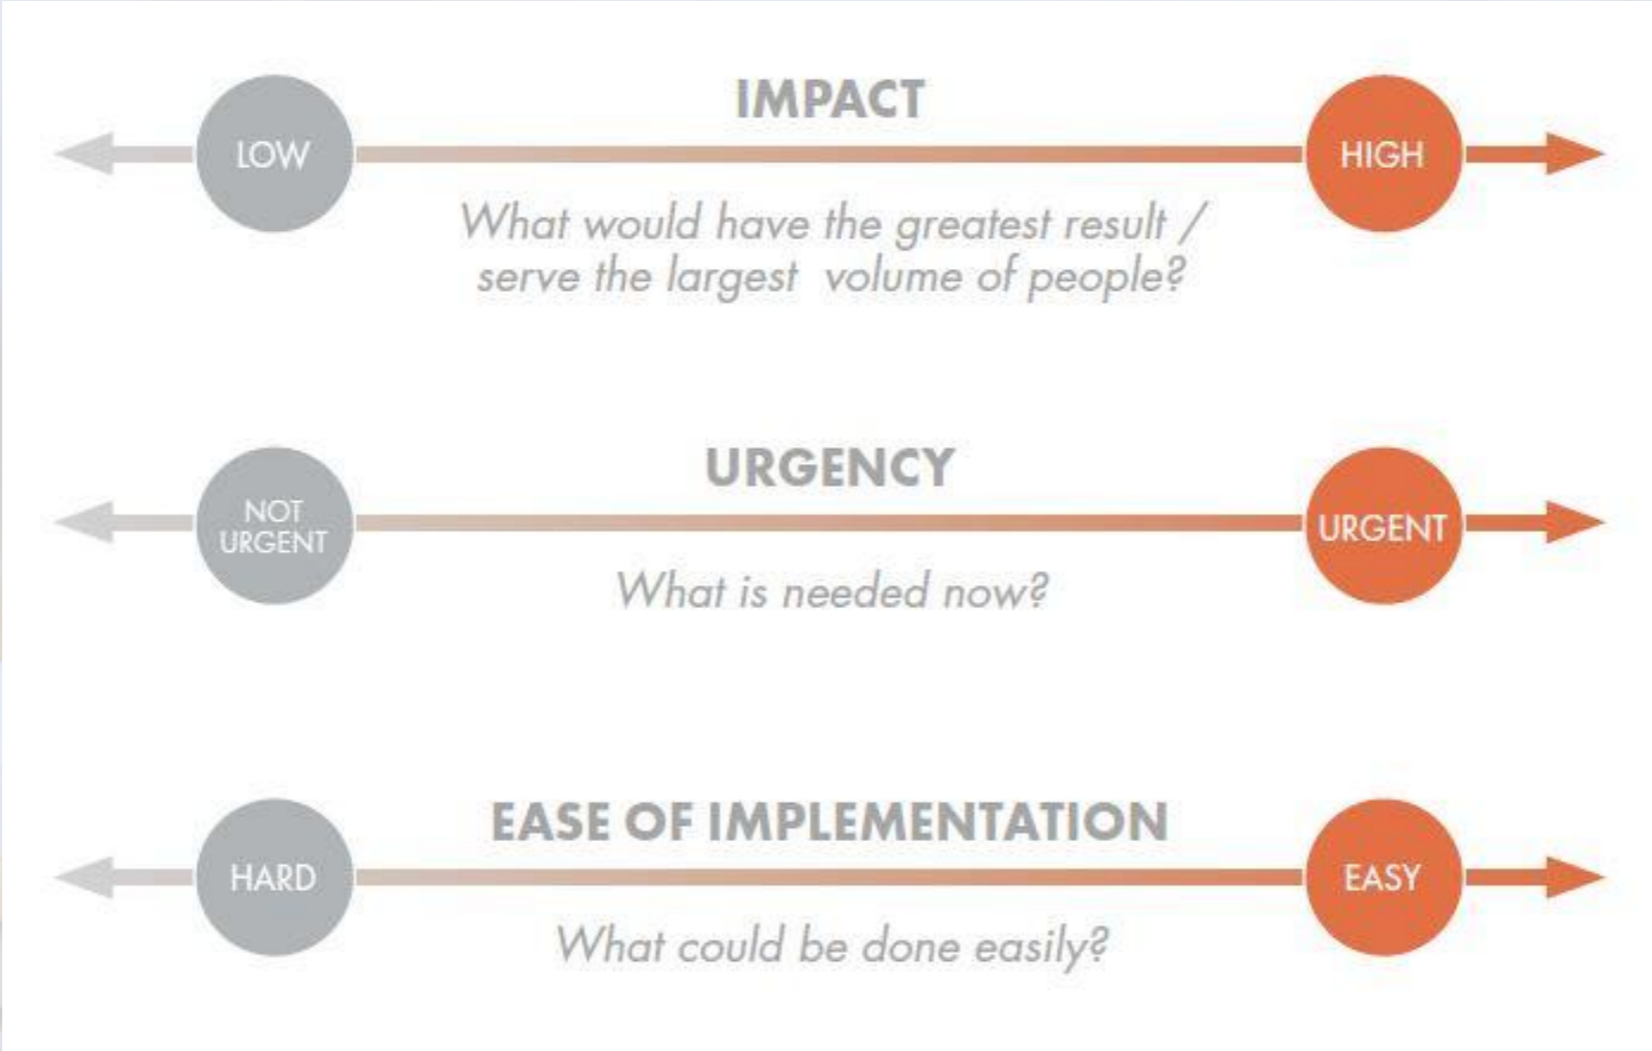 IMPACT
LOW
HIGH
What would have the greatest result /
serve the largest volume of people?
URGENCY
NOT
URGENT
URGENT
What is needed now?
EASE OF IMPLEMENTATION
HARD
EASY
What could be done easily?